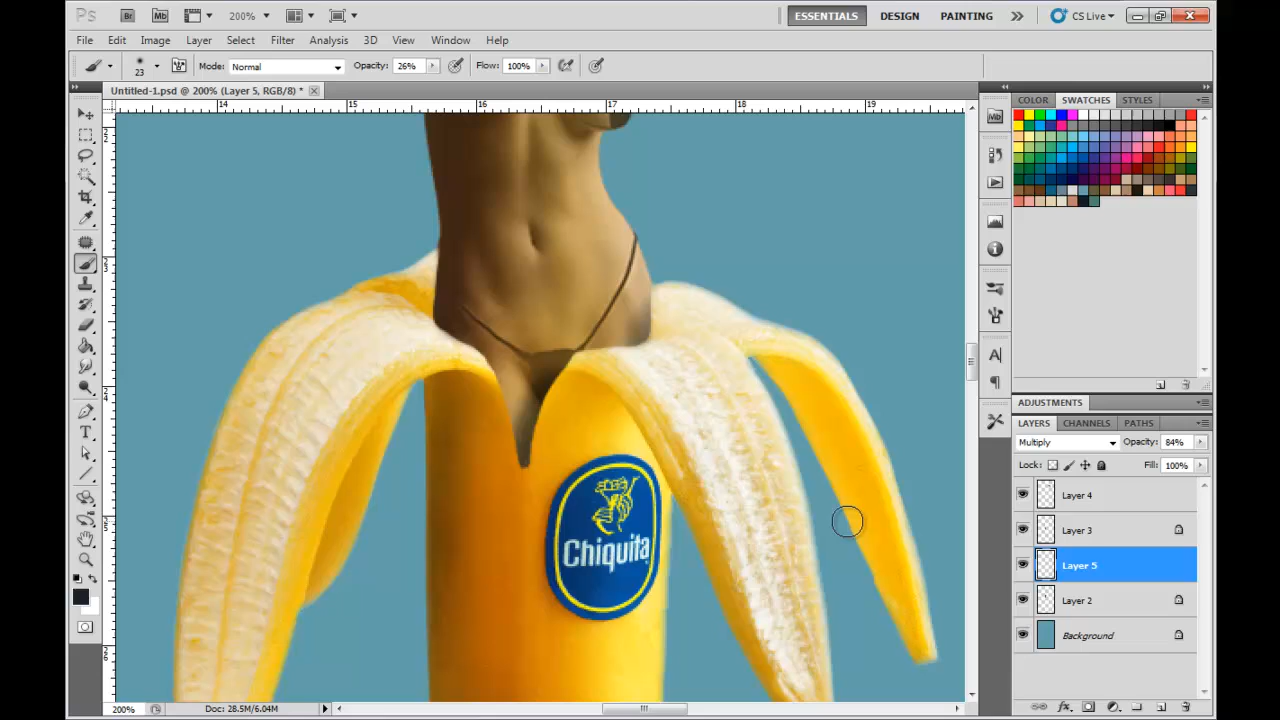 Ps Br Mb 200% ESSENTIALS DESIGN PAINTING CS Live
File Edit Image Layer Select Filter Analysis 3D View Window Help
23 Mode: Normal Opacity: 26% Flow: 100%
Untitled-1.psd @ 200% (Layer 5, RGB/8) *
14 15 16 17 18 19
COLOR SWATCHES STYLES
Mb
Chiquita
ADJUSTMENTS
LAYERS CHANNELS PATHS
Multiply Opacity: 84%
Lock: Fill: 100%
Layer 4
Layer 3
Layer 5
Layer 2
Background
200% Doc: 28.5M/6.04M